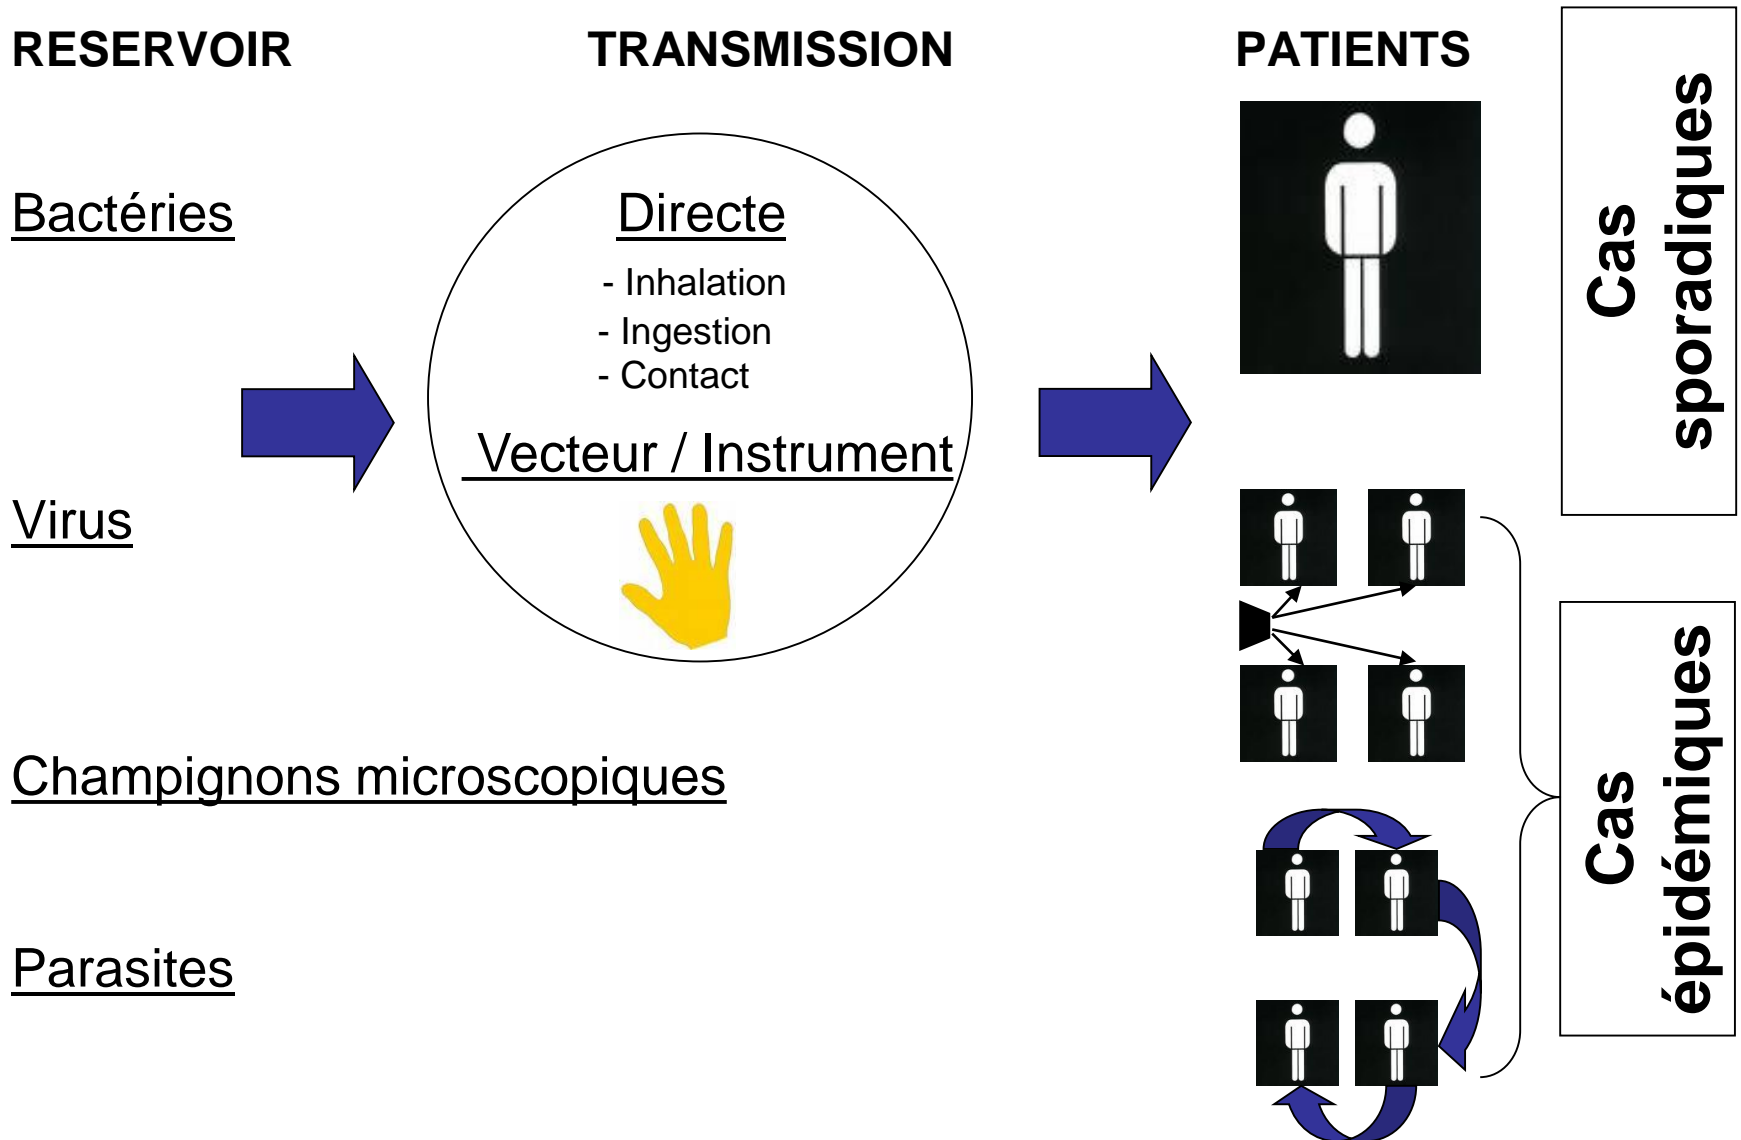 RESERVOIR
TRANSMISSION
PATIENTS
Bactéries
Virus
Champignons microscopiques
Parasites
Directe
- Inhalation
- Ingestion
- Contact
Vecteur / Instrument
Cas
sporadiques
Cas
épidémiques